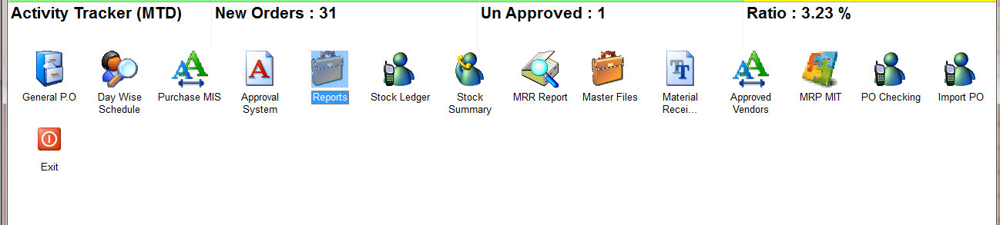 Activity Tracker (MTD) New Orders : 31 Un Approved : 1 Ratio : 3.23 %
General P.O Day Wise Schedule Purchase MIS Approval System Reports Stock Ledger Stock Summary MRR Report Master Files Material Recei... Approved Vendors MRP MIT PO Checking Import PO
Exit